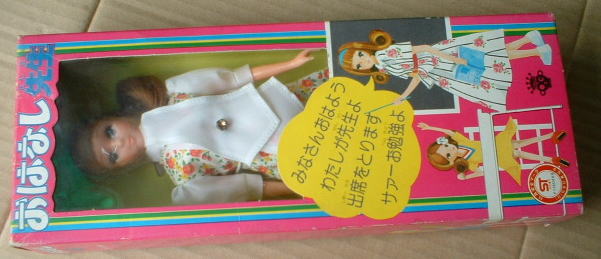 おはなし先生
みなさんおはよう
わたしが先生よ
出席をとります
サァーお勉強よ